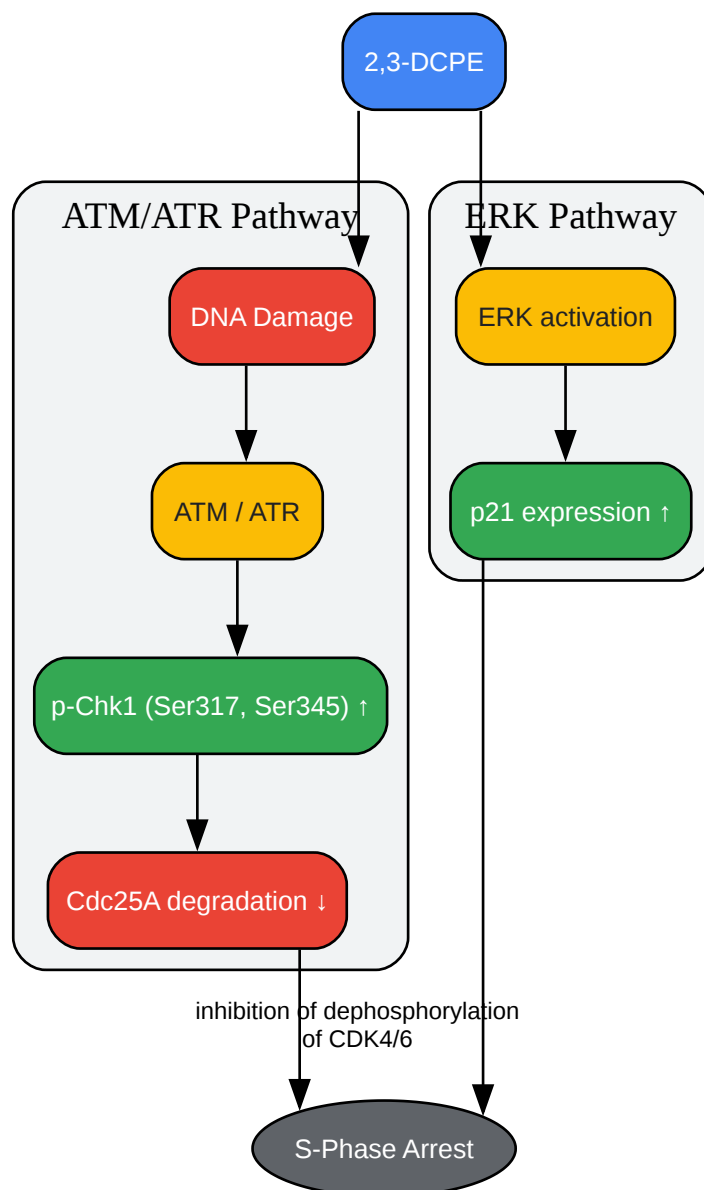 2,3-DCPE
ATM/ATR Pathway
ERK Pathway
DNA Damage
ERK activation
ATM / ATR
p21 expression ↑
p-Chk1 (Ser317, Ser345) ↑
Cdc25A degradation ↓
inhibition of dephosphorylation
of CDK4/6
S-Phase Arrest